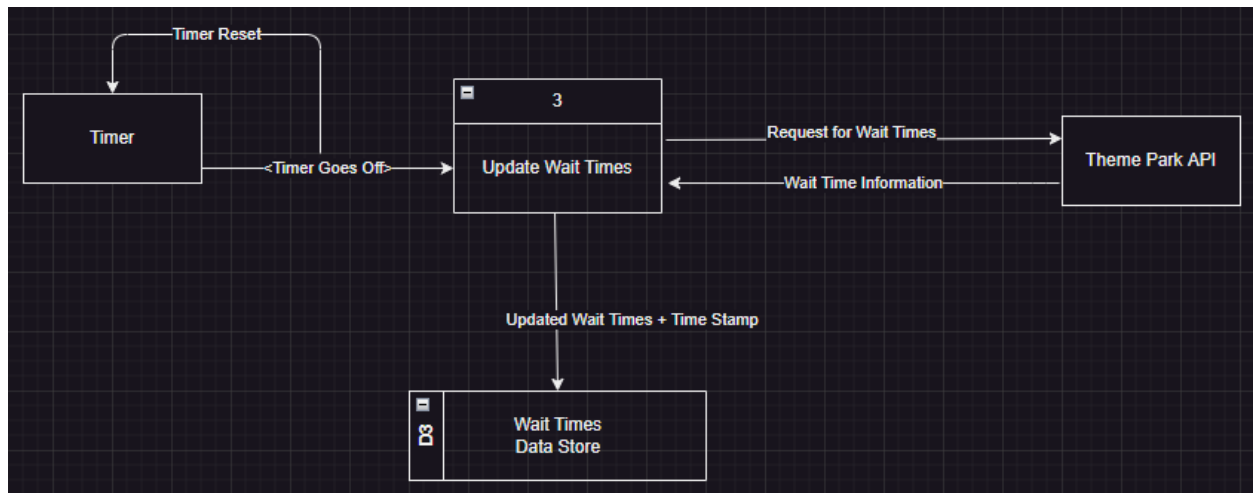 Timer Reset
Timer
<Timer Goes Off>
3
Update Wait Times
Request for Wait Times
Wait Time Information
Theme Park API
Updated Wait Times + Time Stamp
D3
Wait Times
Data Store